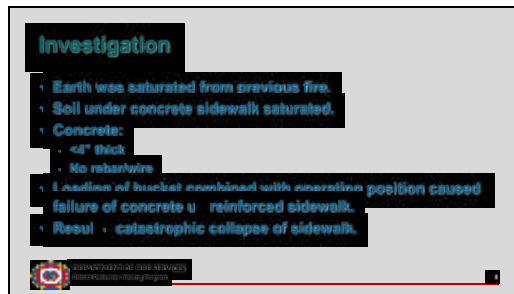 Investigation
Earth was saturated from previous fire.
Soil under concrete sidewalk saturated.
Concrete:
<4" thick
No rebar/wire
Loading of bucket combined with operation position caused
failure of concrete u reinforced sidewalk.
Resul catastrophic collapse of sidewalk.